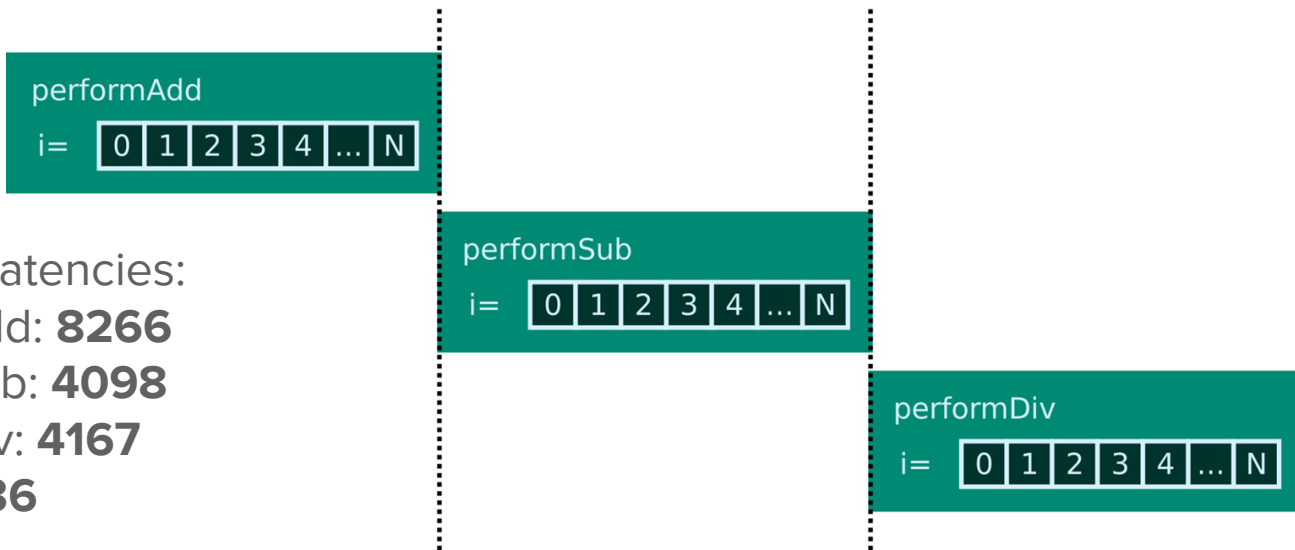 performAdd
i= 0 1 2 3 4 ... N
performSub
i= 0 1 2 3 4 ... N
atencies:
ld: 8266
b: 4098
v: 4167
36
performDiv
i= 0 1 2 3 4 ... N